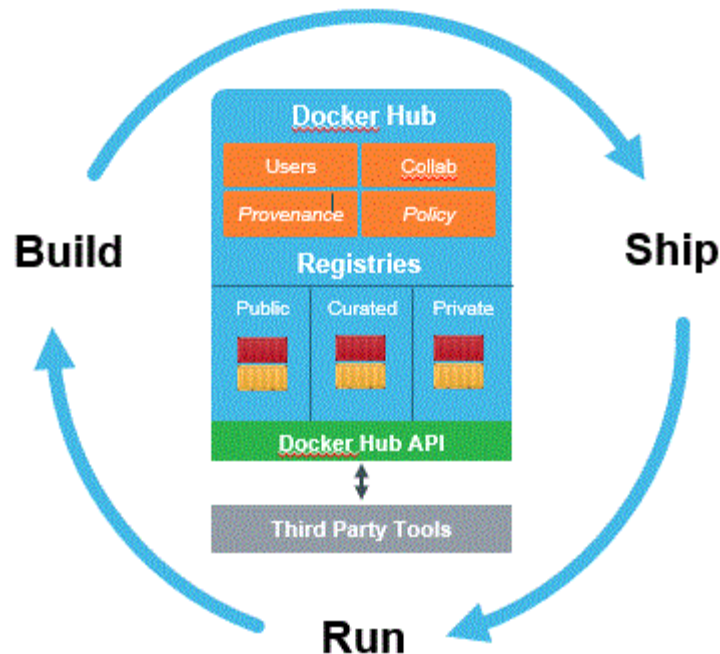 Docker Hub
Users Collab
Provenance Policy
Build
Ship
Registries
Public Curated Private
Docker Hub API
Third Party Tools
Run